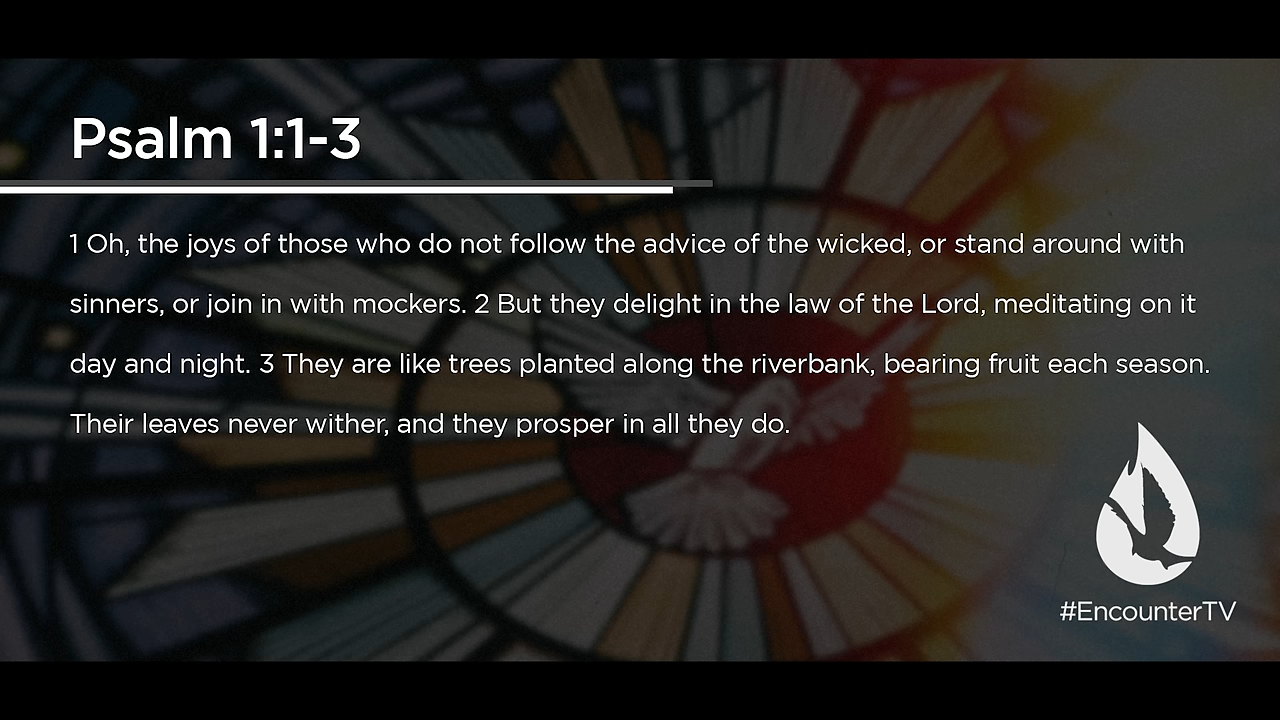 Psalm 1:1-3
1 Oh, the joys of those who do not follow the advice of the wicked, or stand around with
sinners, or join in with mockers. 2 But they delight in the law of the Lord, meditating on it
day and night. 3 They are like trees planted along the riverbank, bearing fruit each season.
Their leaves never wither, and they prosper in all they do.
#EncounterTV